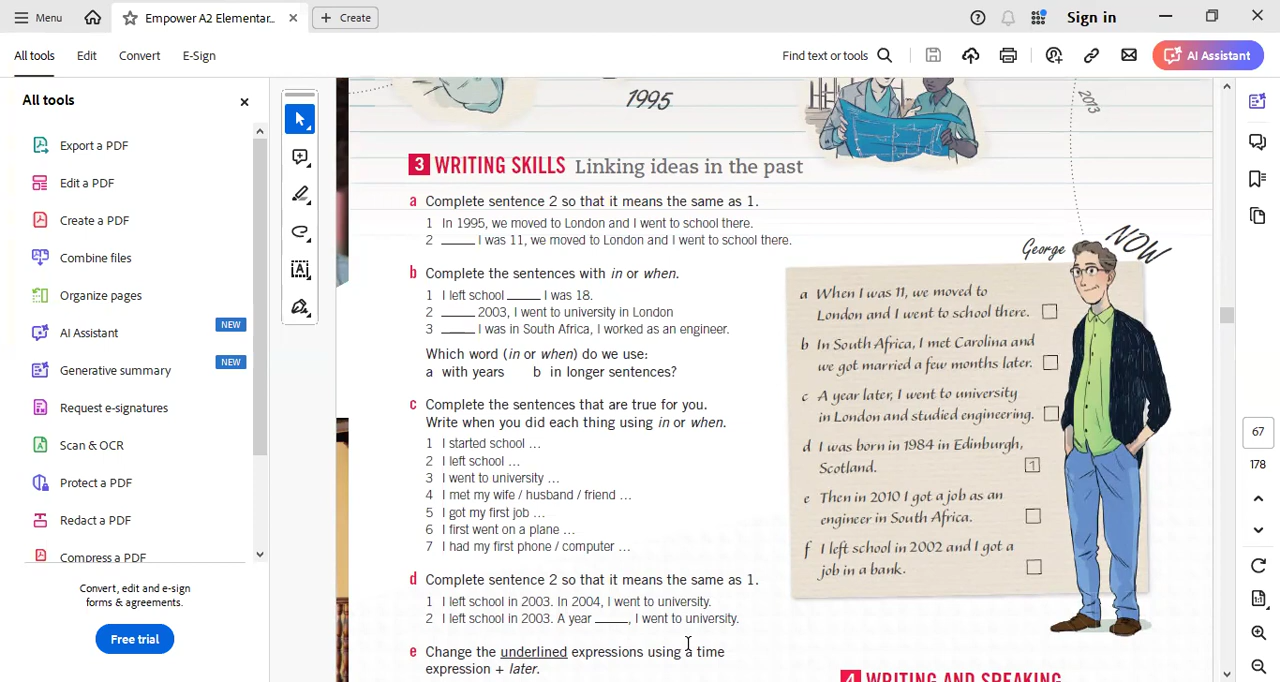 Menu
Empower A2 Elementar...
Create
Sign in
All tools
Edit
Convert
E-Sign
Find text or tools
AI Assistant
All tools
Export a PDF
Edit a PDF
Create a PDF
Combine files
Organize pages
AI Assistant
NEW
Generative summary
NEW
Request e-signatures
Scan & OCR
Protect a PDF
Redact a PDF
Compress a PDF
Convert, edit and e-sign
forms & agreements.
Free trial
1995
2013
3 WRITING SKILLS Linking ideas in the past
a Complete sentence 2 so that it means the same as 1.
1 In 1995, we moved to London and I went to school there.
2 _____ I was 11, we moved to London and I went to school there.
b Complete the sentences with in or when.
1 I left school _____ I was 18.
2 _____ 2003, I went to university in London
3 _____ I was in South Africa, I worked as an engineer.
Which word (in or when) do we use:
a with years b in longer sentences?
c Complete the sentences that are true for you.
Write when you did each thing using in or when.
1 I started school ...
2 I left school ...
3 I went to university ...
4 I met my wife / husband / friend ...
5 I got my first job ...
6 I first went on a plane ...
7 I had my first phone / computer ...
d Complete sentence 2 so that it means the same as 1.
1 I left school in 2003. In 2004, I went to university.
2 I left school in 2003. A year _____, I went to university.
e Change the underlined expressions using a time
expression + later.
George NOW
a When I was 11, we moved to
London and I went to school there.
b In South Africa, I met Carolina and
we got married a few months later.
c A year later, I went to university
in London and studied engineering.
d I was born in 1984 in Edinburgh,
Scotland. 1
e Then in 2010 I got a job as an
engineer in South Africa.
f I left school in 2002 and I got a
job in a bank.
4 WRITING AND SPEAKING
67
178